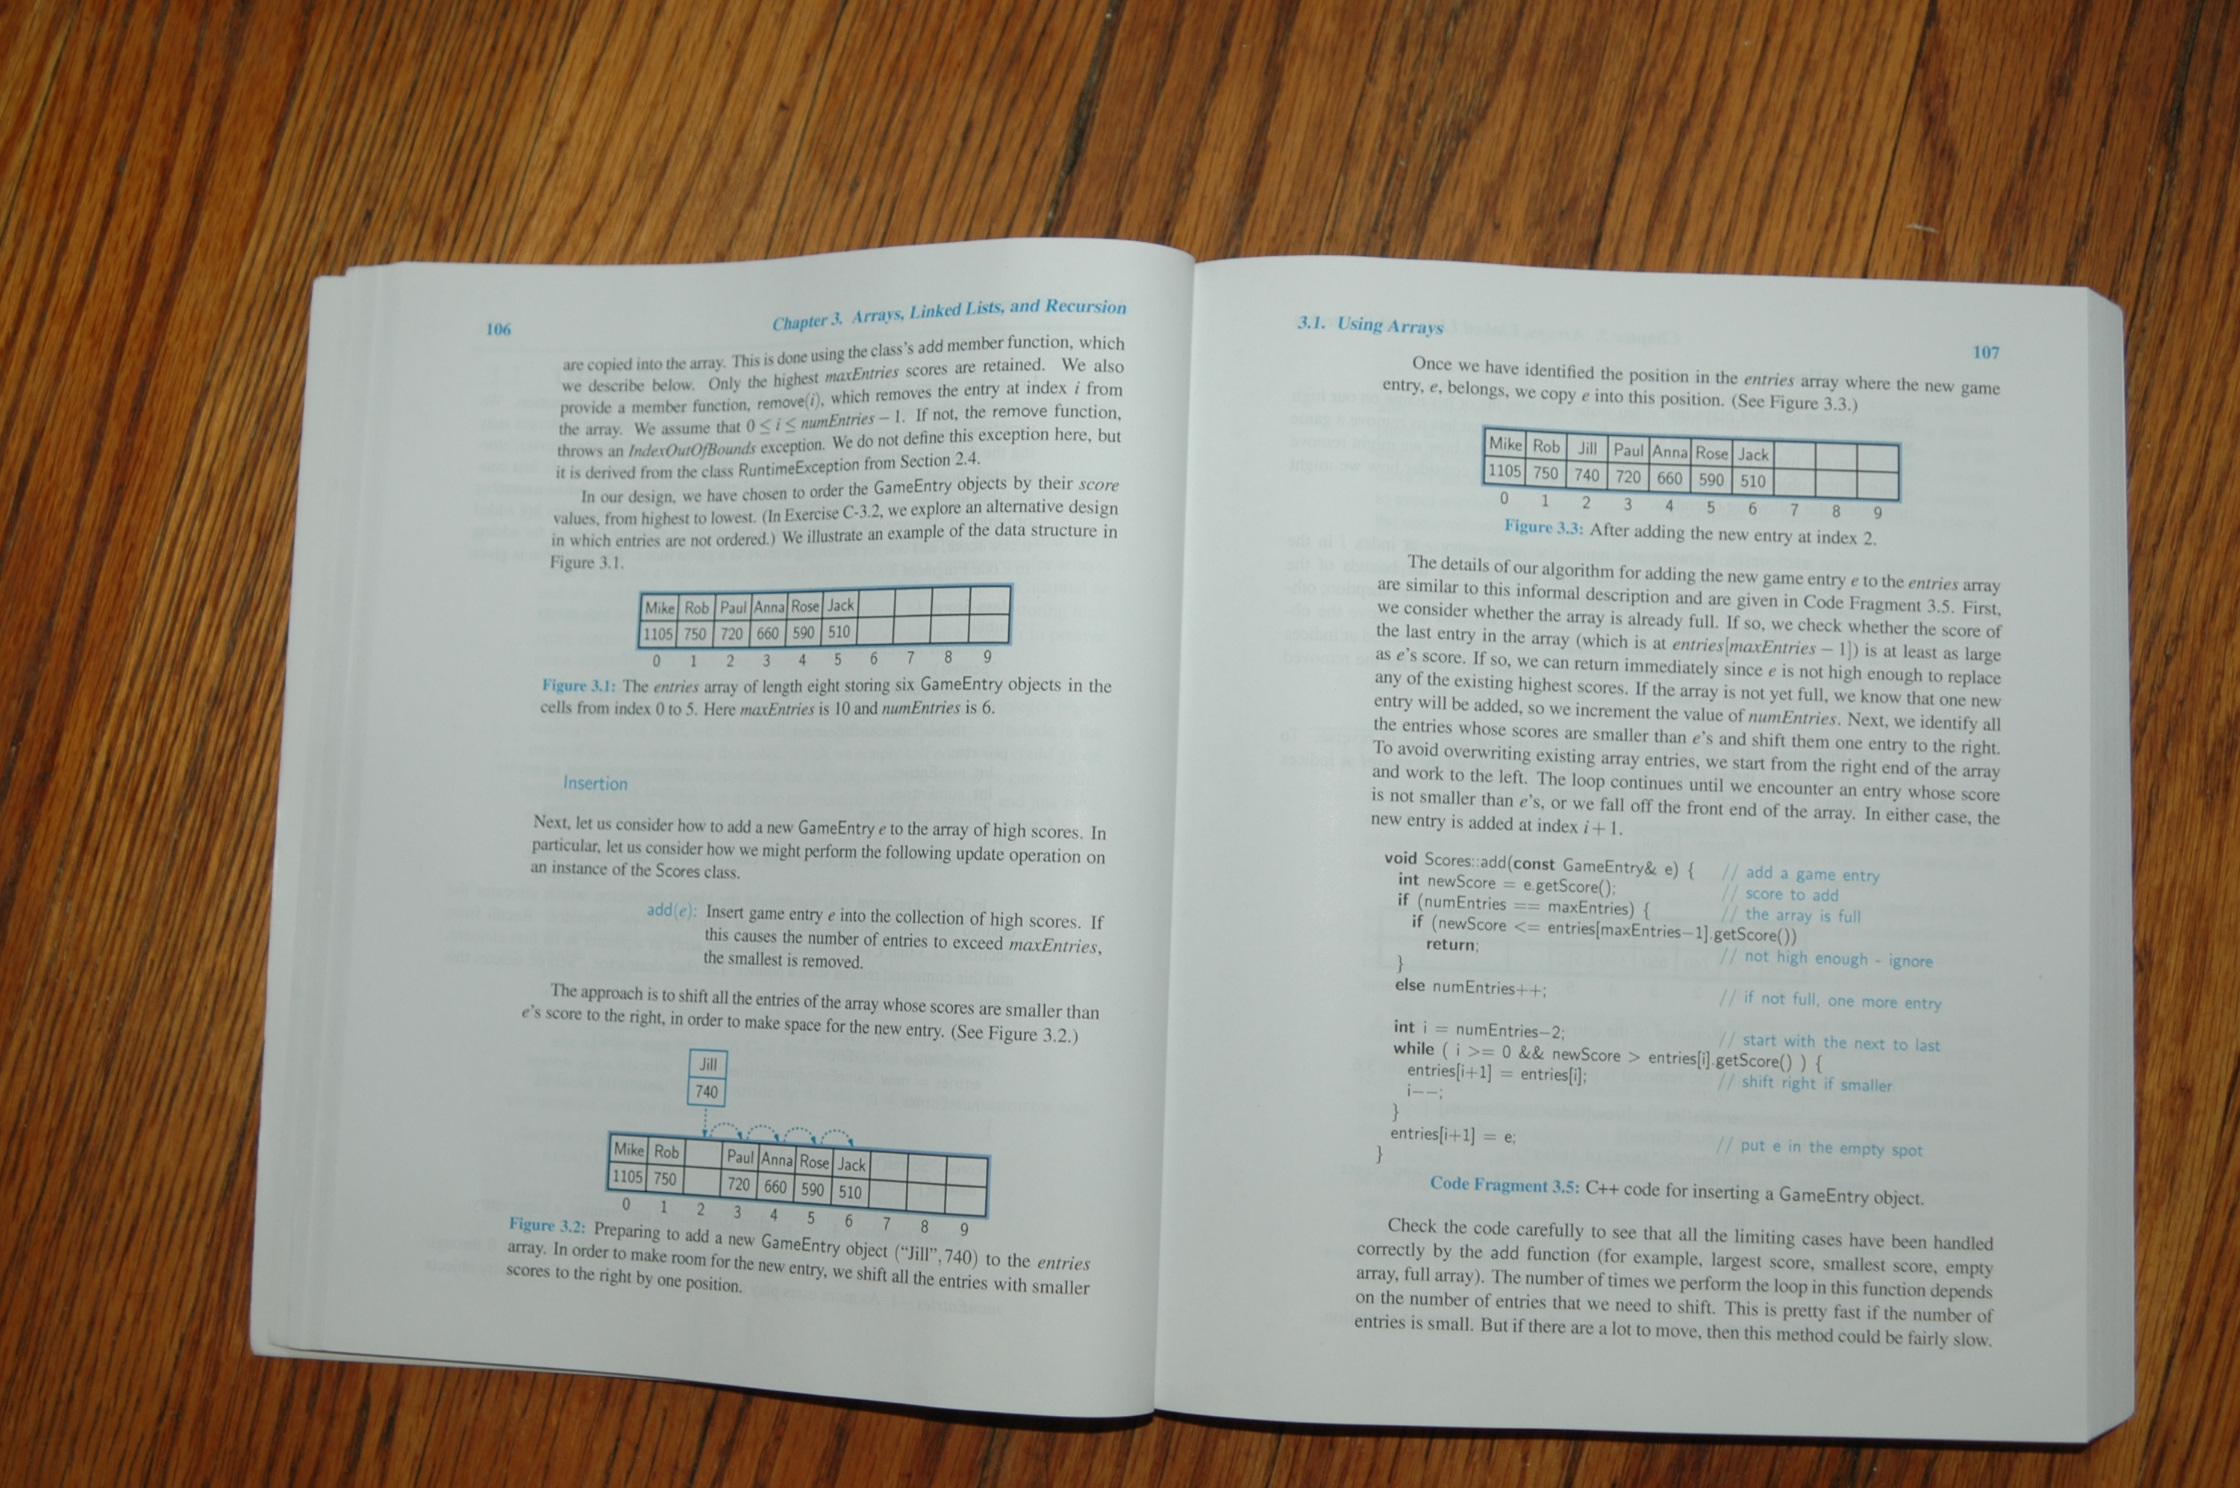 106
Chapter 3. Arrays, Linked Lists, and Recursion
are copied into the array. This is done using the class's add member function, which
we describe below. Only the highest maxEntries scores are retained. We also
provide a member function, remove(i), which removes the entry at index i from
the array. We assume that 0 ≤ i ≤ numEntries − 1. If not, the remove function,
throws an IndexOutOfBounds exception. We do not define this exception here, but
it is derived from the class RuntimeException from Section 2.4.
In our design, we have chosen to order the GameEntry objects by their score
values, from highest to lowest. (In Exercise C-3.2, we explore an alternative design
in which entries are not ordered.) We illustrate an example of the data structure in
Figure 3.1.
Mike Rob Paul Anna Rose Jack
1105 750 720 660 590 510
0 1 2 3 4 5 6 7 8 9
Figure 3.1: The entries array of length eight storing six GameEntry objects in the
cells from index 0 to 5. Here maxEntries is 10 and numEntries is 6.
Insertion
Next, let us consider how to add a new GameEntry e to the array of high scores. In
particular, let us consider how we might perform the following update operation on
an instance of the Scores class.
add(e): Insert game entry e into the collection of high scores. If
this causes the number of entries to exceed maxEntries,
the smallest is removed.
The approach is to shift all the entries of the array whose scores are smaller than
e's score to the right, in order to make space for the new entry. (See Figure 3.2.)
Jill
740
Mike Rob Paul Anna Rose Jack
1105 750 720 660 590 510
0 1 2 3 4 5 6 7 8 9
Figure 3.2: Preparing to add a new GameEntry object ("Jill", 740) to the entries
array. In order to make room for the new entry, we shift all the entries with smaller
scores to the right by one position.
3.1. Using Arrays
107
Once we have identified the position in the entries array where the new game
entry, e, belongs, we copy e into this position. (See Figure 3.3.)
Mike Rob Jill Paul Anna Rose Jack
1105 750 740 720 660 590 510
0 1 2 3 4 5 6 7 8 9
Figure 3.3: After adding the new entry at index 2.
The details of our algorithm for adding the new game entry e to the entries array
are similar to this informal description and are given in Code Fragment 3.5. First,
we consider whether the array is already full. If so, we check whether the score of
the last entry in the array (which is at entries[maxEntries − 1]) is at least as large
as e's score. If so, we can return immediately since e is not high enough to replace
any of the existing highest scores. If the array is not yet full, we know that one new
entry will be added, so we increment the value of numEntries. Next, we identify all
the entries whose scores are smaller than e's and shift them one entry to the right.
To avoid overwriting existing array entries, we start from the right end of the array
and work to the left. The loop continues until we encounter an entry whose score
is not smaller than e's, or we fall off the front end of the array. In either case, the
new entry is added at index i + 1.
void Scores::add(const GameEntry& e) { // add a game entry
int newScore = e.getScore(); // score to add
if (numEntries == maxEntries) { // the array is full
if (newScore <= entries[maxEntries−1].getScore())
return; // not high enough - ignore
}
else numEntries++; // if not full, one more entry
int i = numEntries−2; // start with the next to last
while ( i >= 0 && newScore > entries[i].getScore() ) {
entries[i+1] = entries[i]; // shift right if smaller
i−−;
}
entries[i+1] = e; // put e in the empty spot
}
Code Fragment 3.5: C++ code for inserting a GameEntry object.
Check the code carefully to see that all the limiting cases have been handled
correctly by the add function (for example, largest score, smallest score, empty
array, full array). The number of times we perform the loop in this function depends
on the number of entries that we need to shift. This is pretty fast if the number of
entries is small. But if there are a lot to move, then this method could be fairly slow.